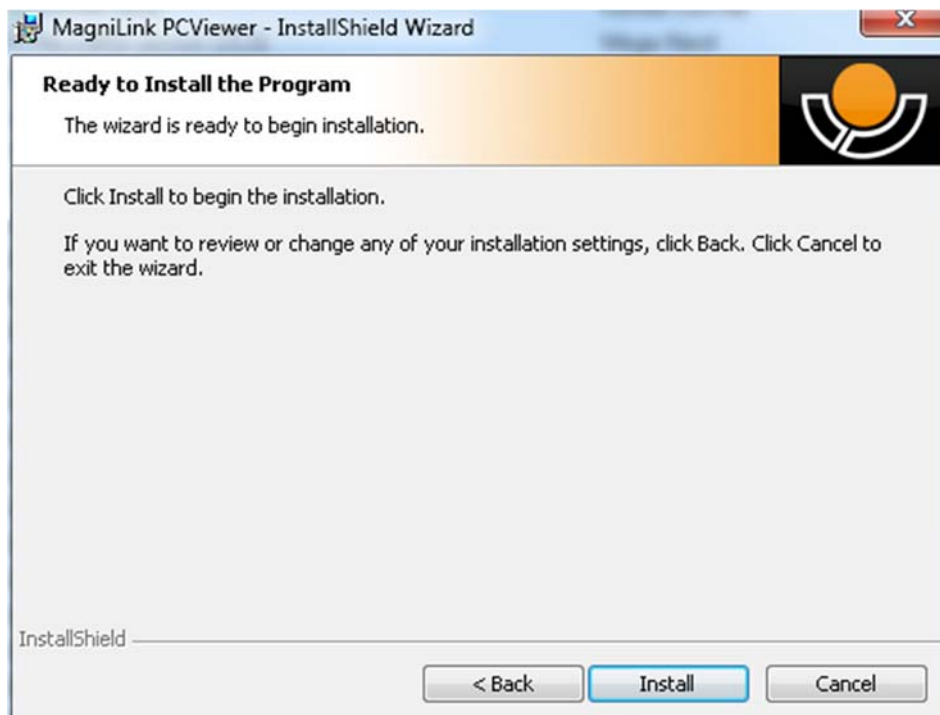 MagniLink PCViewer - InstallShield Wizard
Ready to Install the Program
The wizard is ready to begin installation.
Click Install to begin the installation.
If you want to review or change any of your installation settings, click Back. Click Cancel to
exit the wizard.
InstallShield
< Back
Install
Cancel